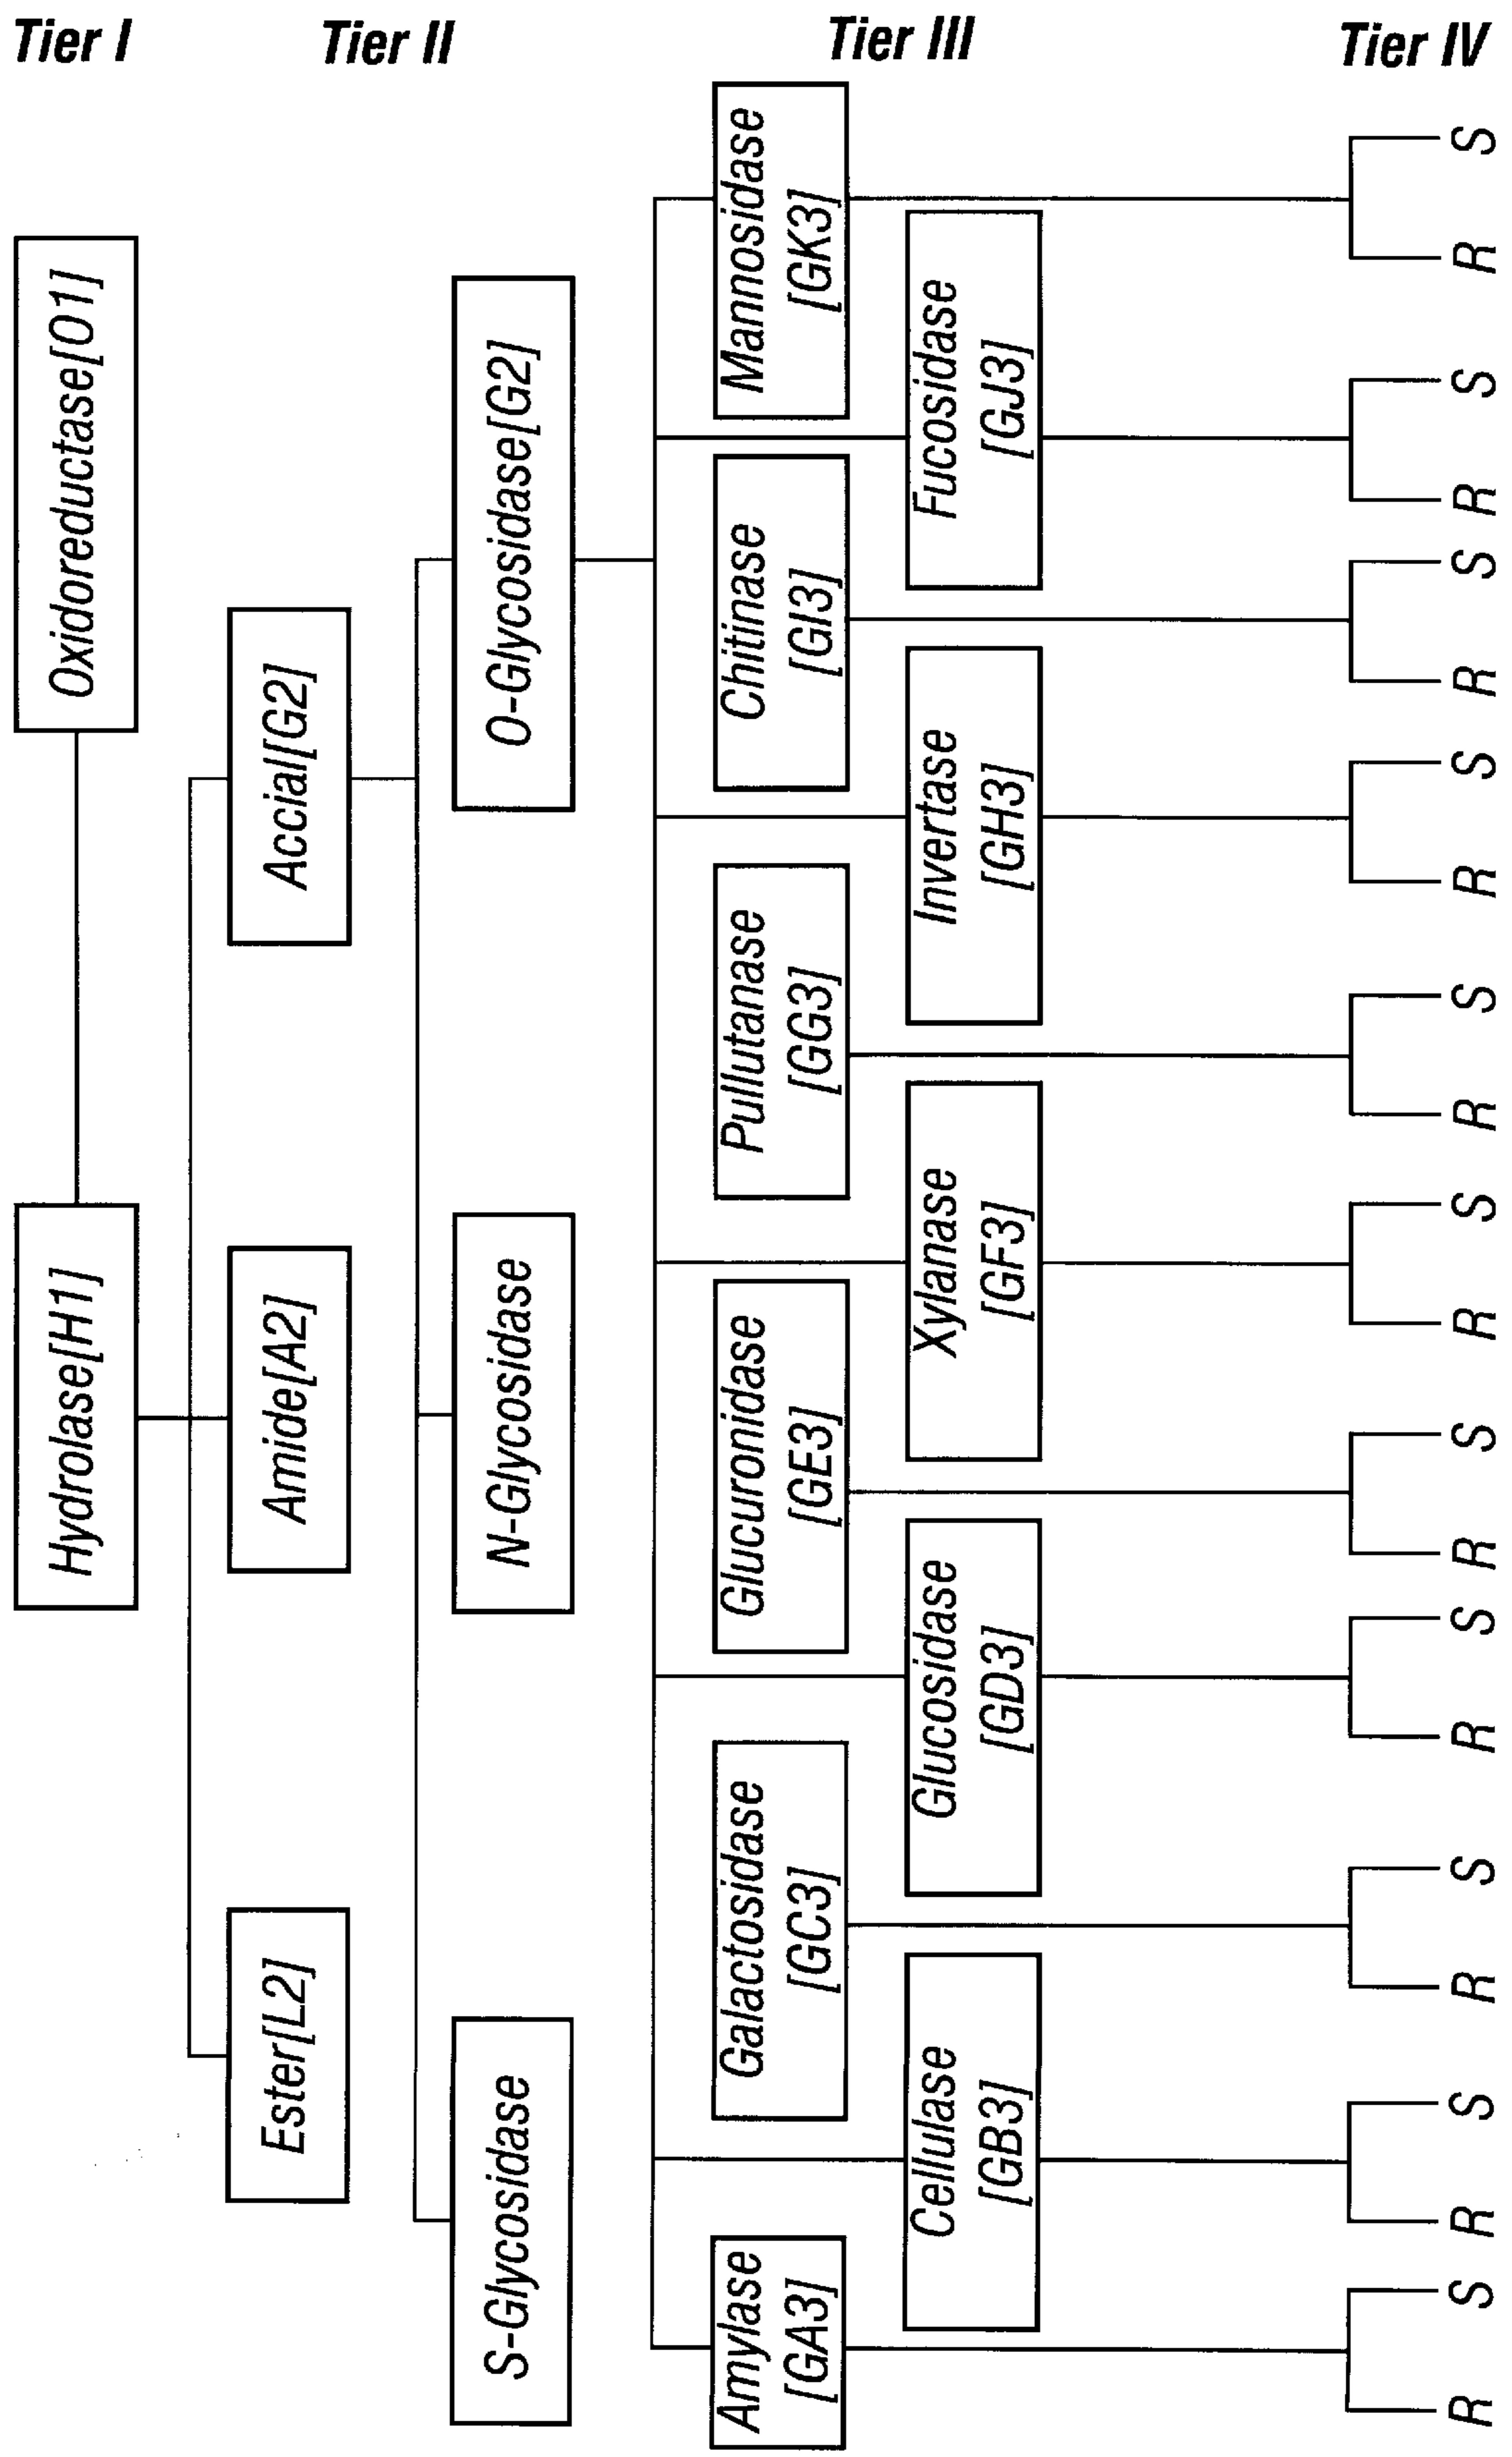 Hydrolase[H1]
Oxidoreductase[O1]
Tier I
Ester[L2]
Amide[A2]
Accial[G2]
Tier II
S-Glycosidase
N-Glycosidase
O-Glycosidase[G2]
Amylase
[GA3]
Galactosidase
[GC3]
Glucuronidase
[GE3]
Pullutanase
[GG3]
Chitinase
[GI3]
Mannosidase
[GK3]
Tier III
Cellulase
[GB3]
Glucosidase
[GD3]
Xylanase
[GF3]
Invertase
[GH3]
Fucosidase
[GJ3]
Tier IV
R S R S R S R S R S R S R S R S R S R S R S